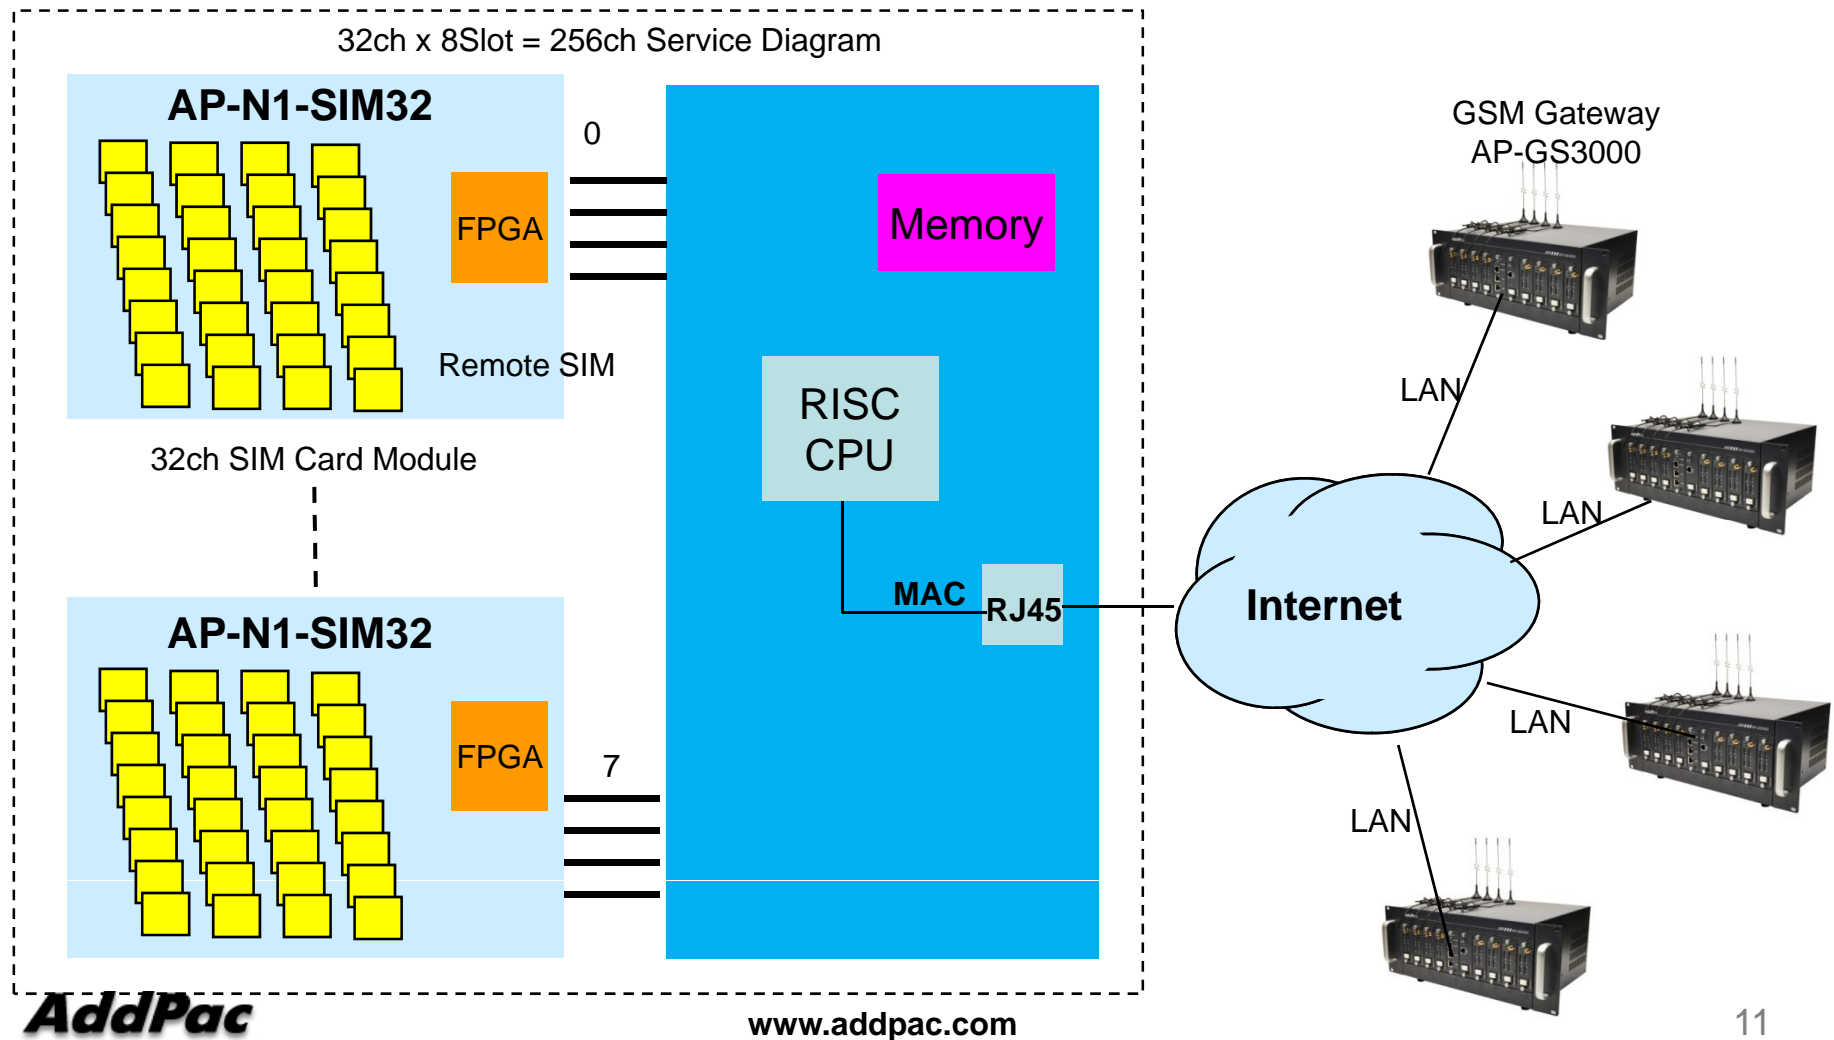 32ch x 8Slot = 256ch Service Diagram
AP-N1-SIM32
0
FPGA
Remote SIM
32ch SIM Card Module
AP-N1-SIM32
FPGA
7
Memory
RISC
CPU
MAC
RJ45
Internet
GSM Gateway
AP-GS3000
LAN
LAN
LAN
LAN
AddPac
www.addpac.com
11